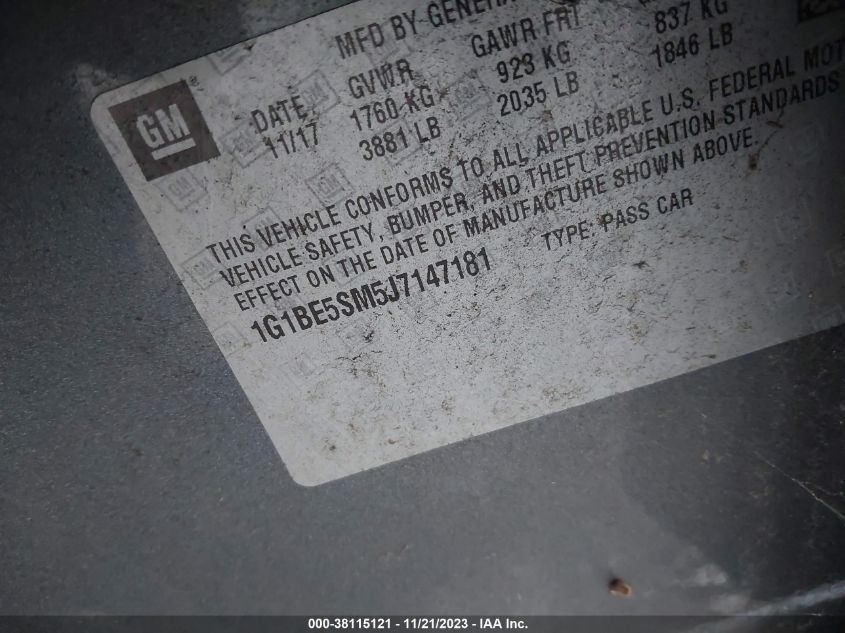 MFD BY GENERA
GM ®
DATE GVWR GAWR FRT
11/17 1760 KG 923 KG 837 KG
3881 LB 2035 LB 1846 LB
THIS VEHICLE CONFORMS TO ALL APPLICABLE U.S. FEDERAL MOT
VEHICLE SAFETY, BUMPER, AND THEFT PREVENTION STANDARDS
EFFECT ON THE DATE OF MANUFACTURE SHOWN ABOVE.
1G1BE5SM5J7147181 TYPE: PASS CAR
000-38115121 - 11/21/2023 - IAA Inc.